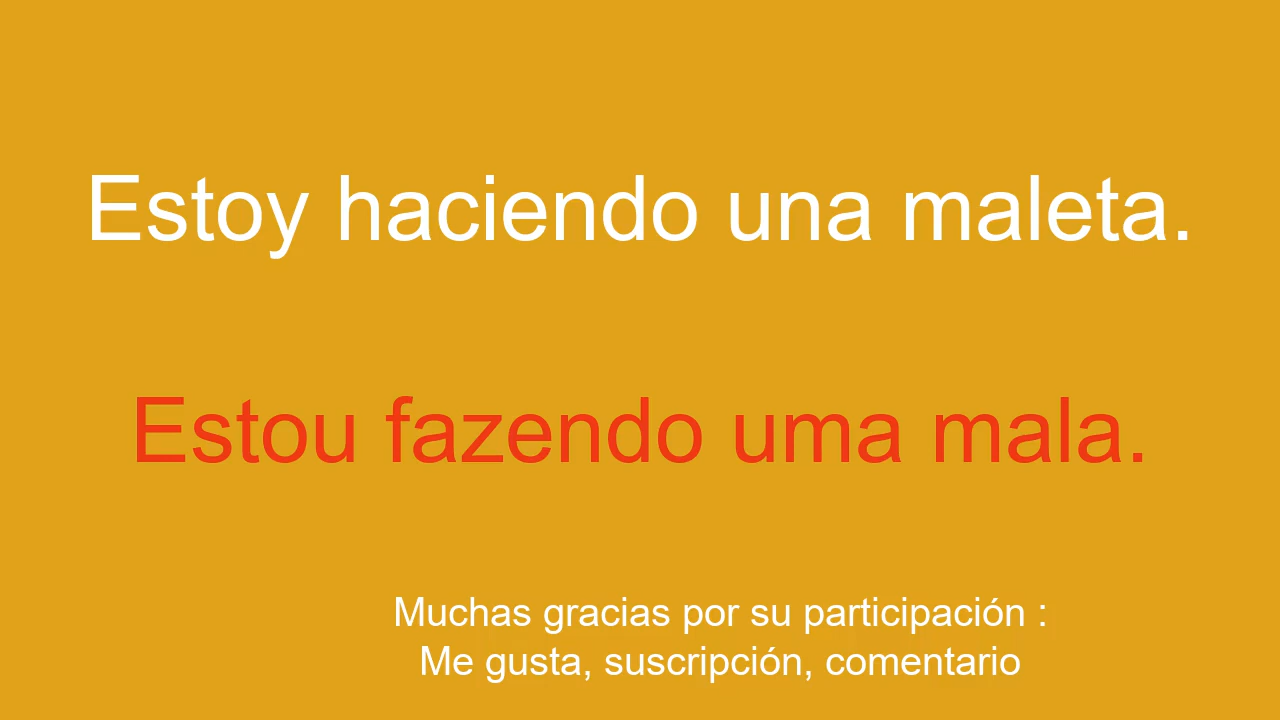 Estoy haciendo una maleta.
Estou fazendo uma mala.
Muchas gracias por su participación :
Me gusta, suscripción, comentario